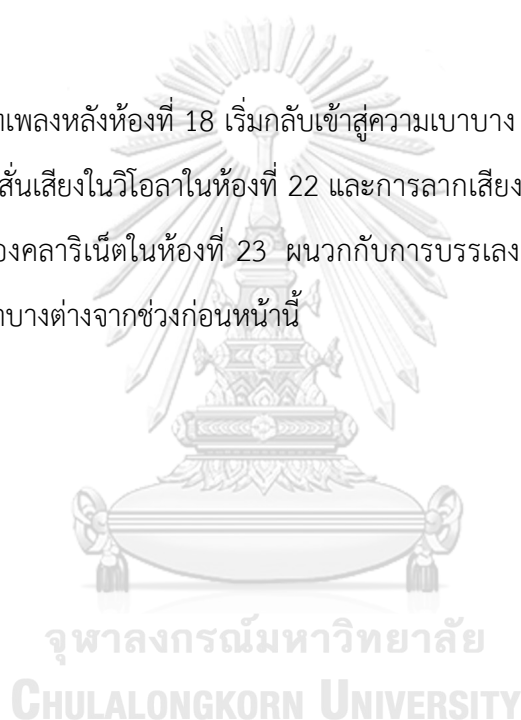 เพลงหลังห้องที่ 18 เริ่มกลับเข้าสู่ความเบาบาง
สั่นเสียงในวิโอลาในห้องที่ 22 และการลากเสียง
องคลาริเน็ตในห้องที่ 23 ผนวกกับการบรรเลง
บางต่างจากช่วงก่อนหน้านี้
จุฬาลงกรณ์มหาวิทยาลัย
CHULALONGKORN UNIVERSITY